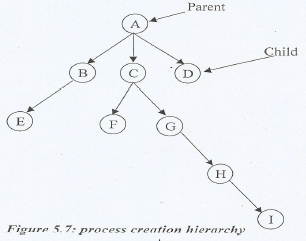 Parent
A
Child
B C D
E F G
H
I
Figure 5.7: process creation hierarchy